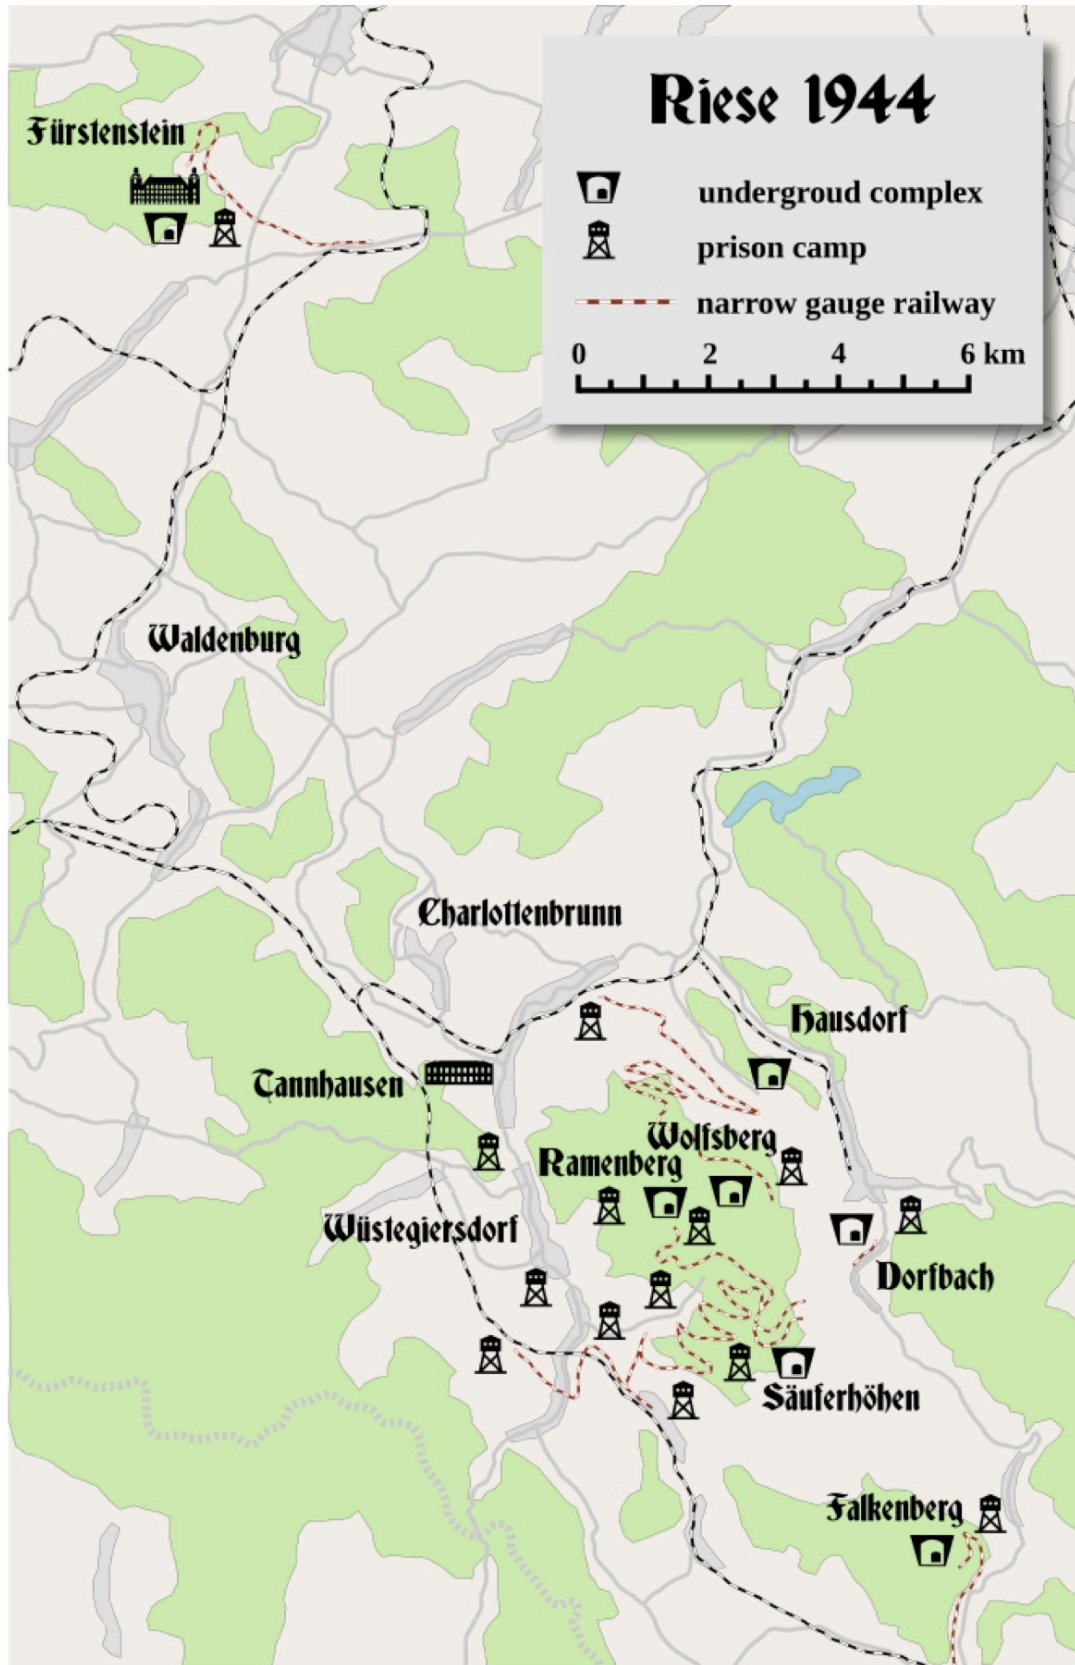 Riese 1944
undergroud complex
prison camp
narrow gauge railway
0 2 4 6 km
Fürstenstein
Waldenburg
Charlottenbrunn
Hausdorf
Tannhausen
Wolfsberg
Ramenberg
Wüstegiersdorf
Dorfbach
Säuferhöhen
Falkenberg